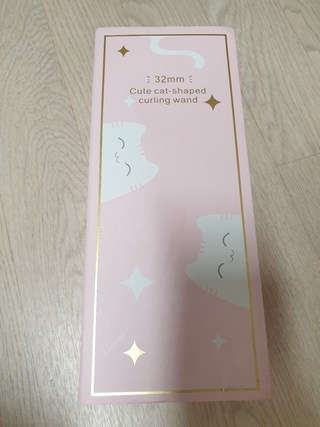 32mm
Cute cat-shaped
curling wand